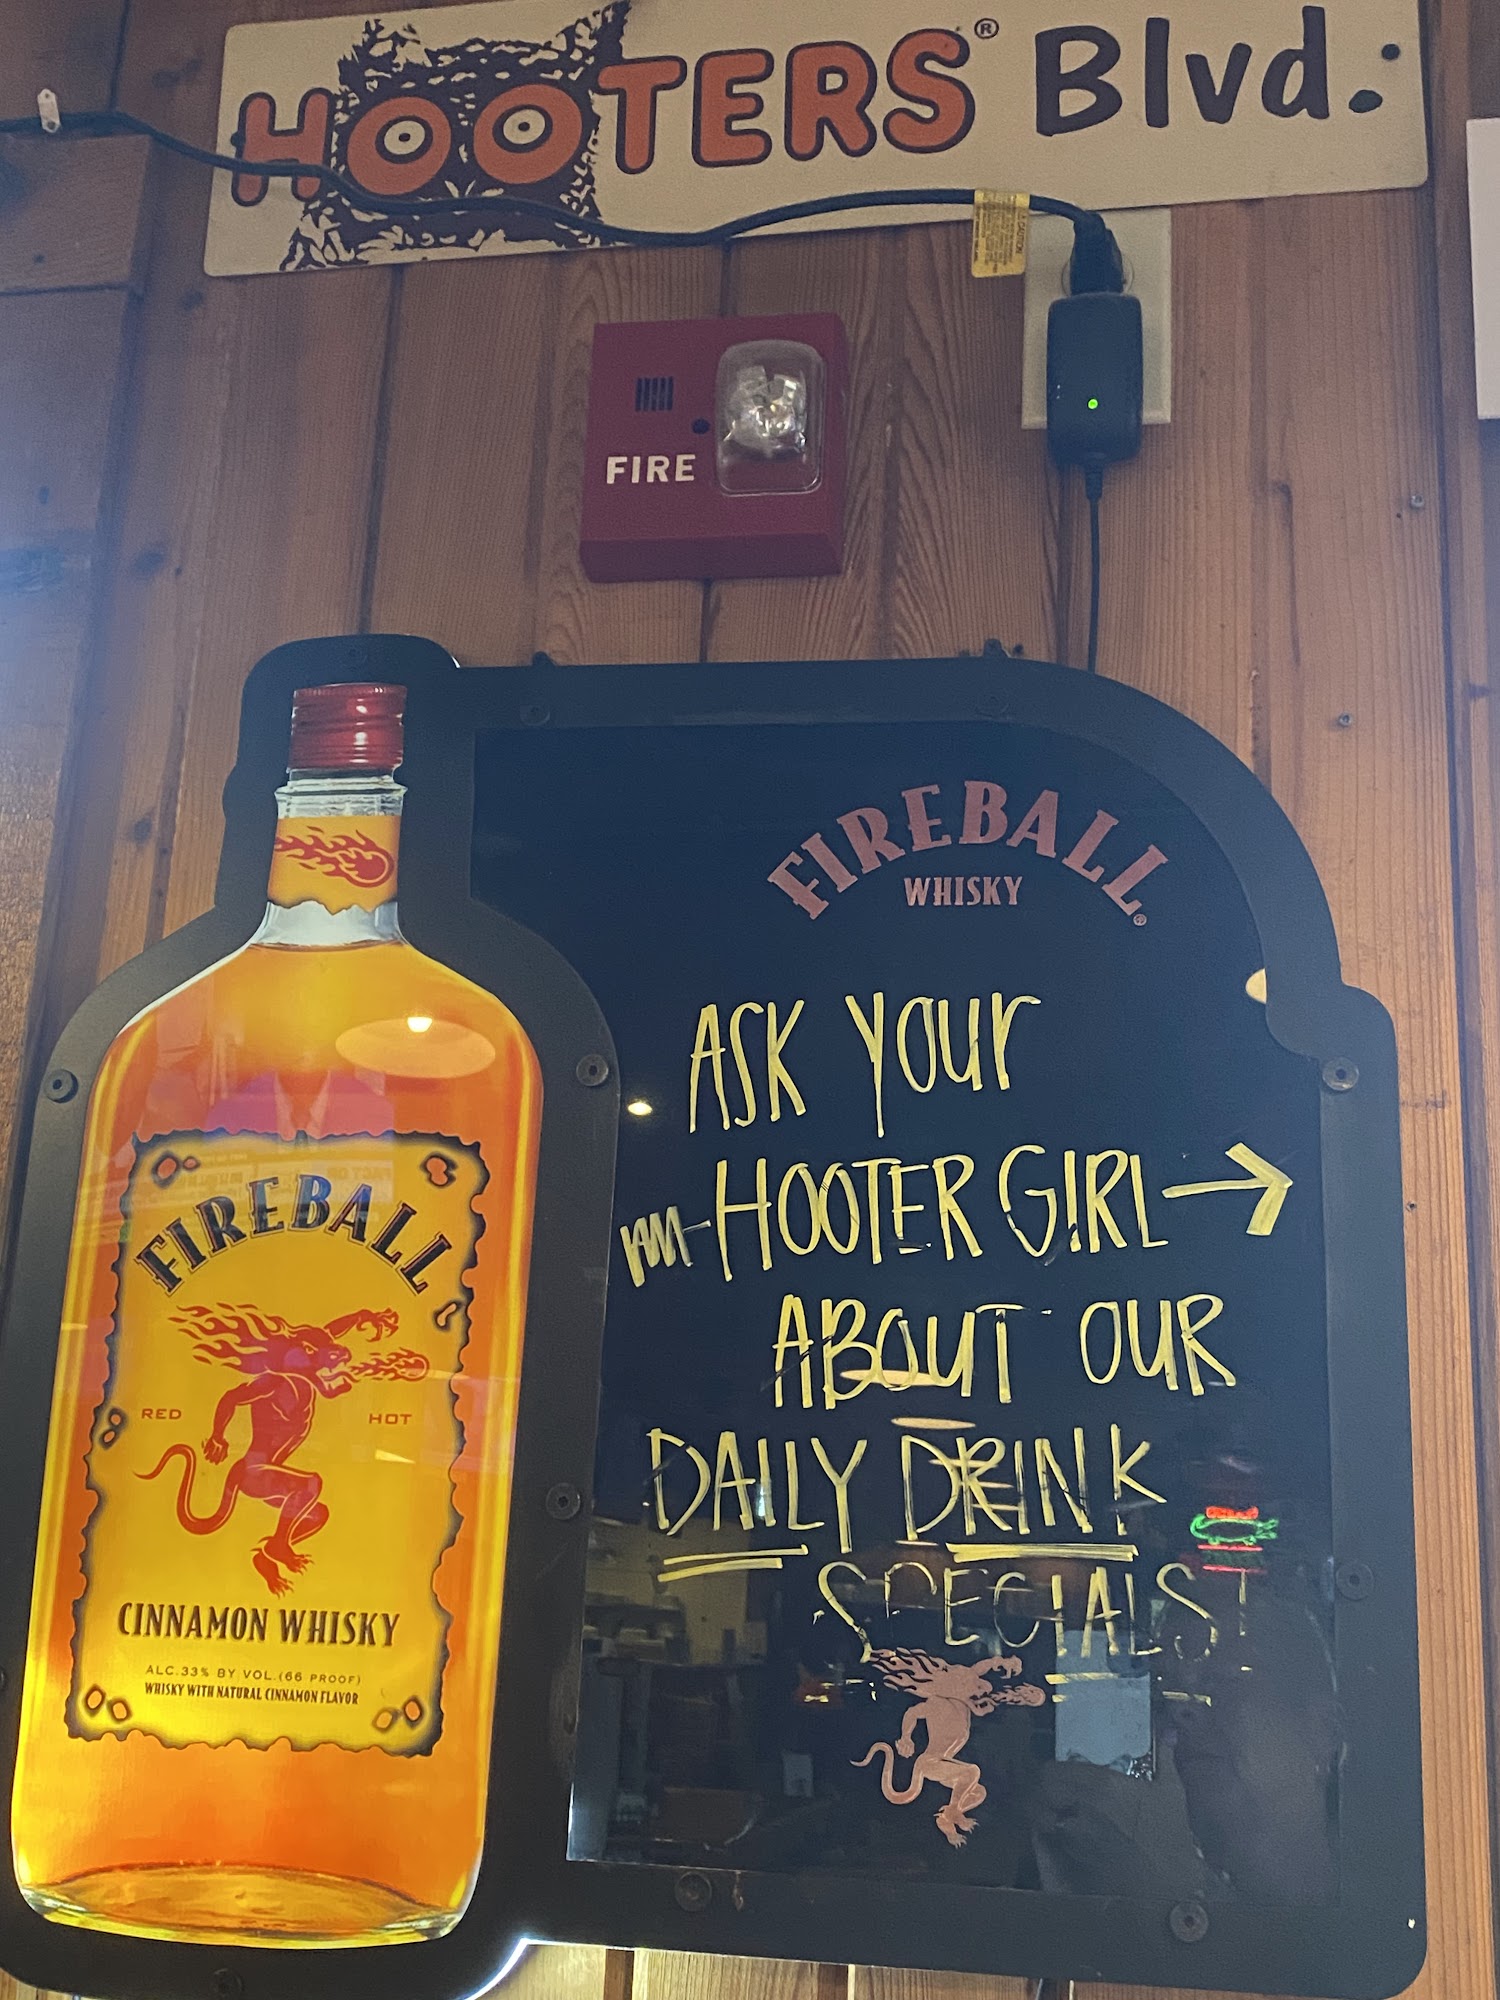 HOOTERS® Blvd.
CAUTION
FIRE
FIREBALL®
WHISKY
ASK YOUR
HOOTER GIRL →
ABOUT OUR
DAILY DRINK
SPECIALS!
FIREBALL
RED HOT
CINNAMON WHISKY
ALC.33% BY VOL.(66 PROOF)
WHISKY WITH NATURAL CINNAMON FLAVOR